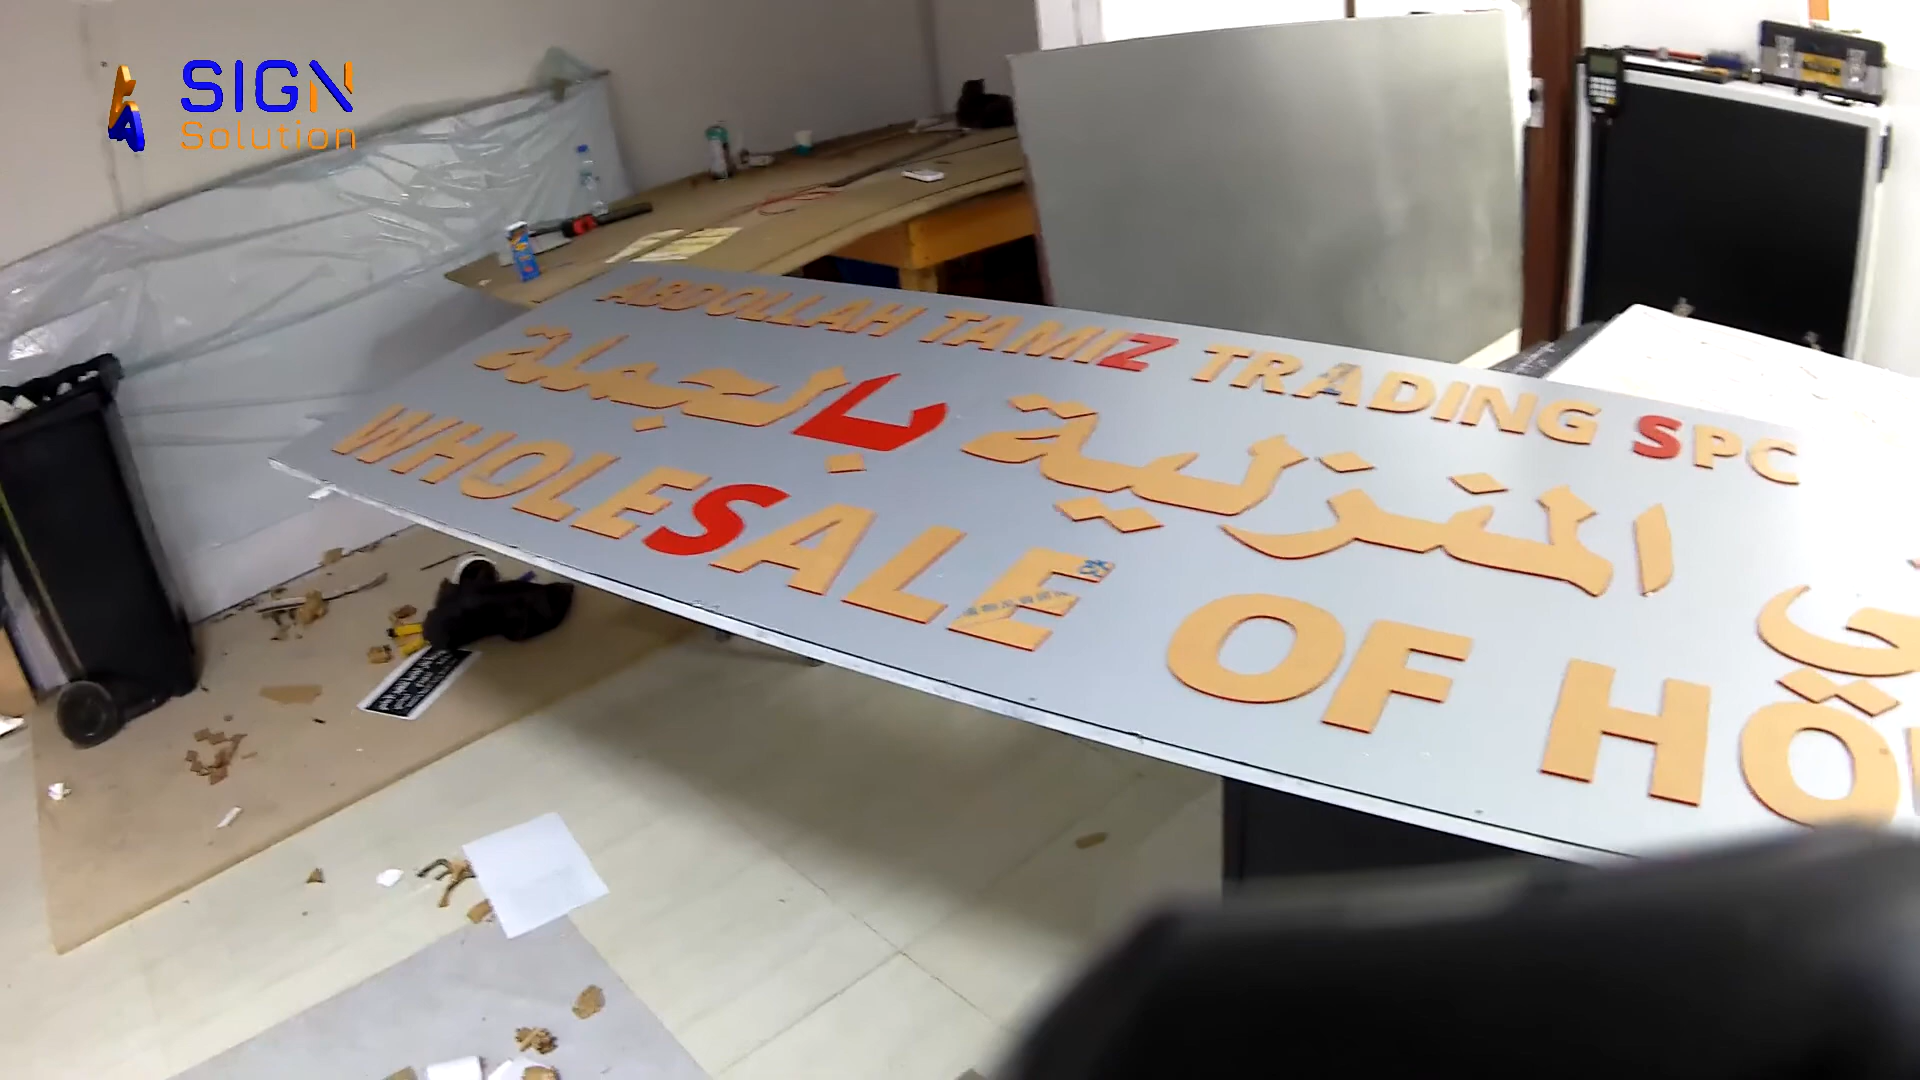 SIGN
Solution
ABDOLLAH TAMIZ TRADING SPC
المنزلية بالجملة
WHOLESALE OF HO